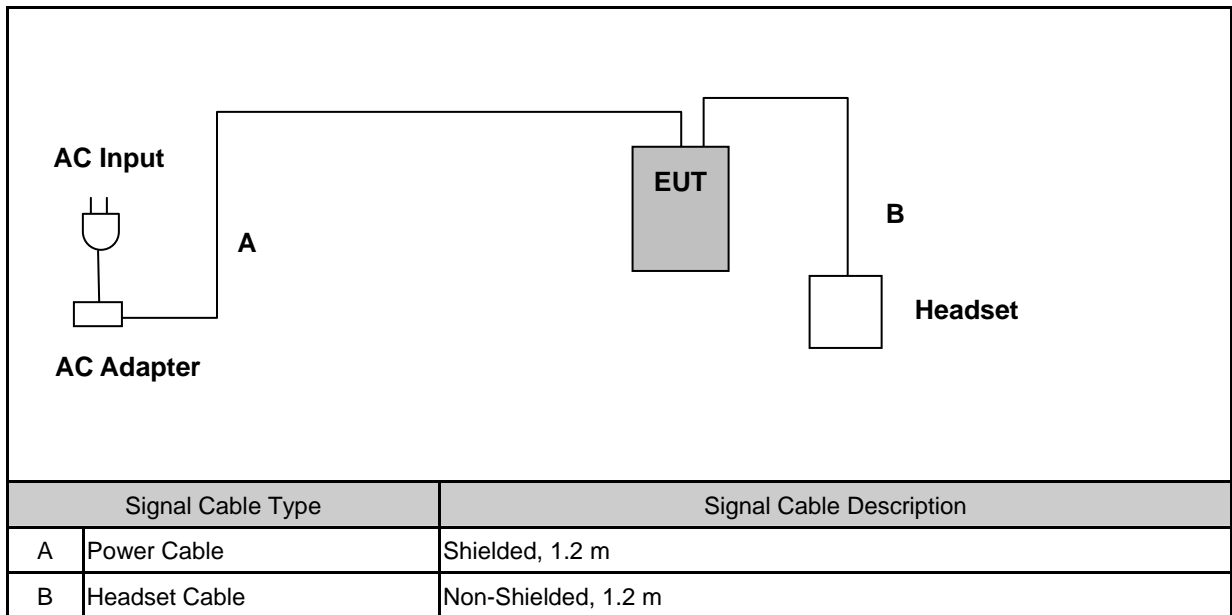 AC Input
EUT
A
B
Headset
AC Adapter
Signal Cable Type Signal Cable Description
A Power Cable Shielded, 1.2 m
B Headset Cable Non-Shielded, 1.2 m